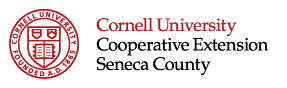 CORNELL UNIVERSITY
FOUNDED A.D. 1865
Cornell University
Cooperative Extension
Seneca County